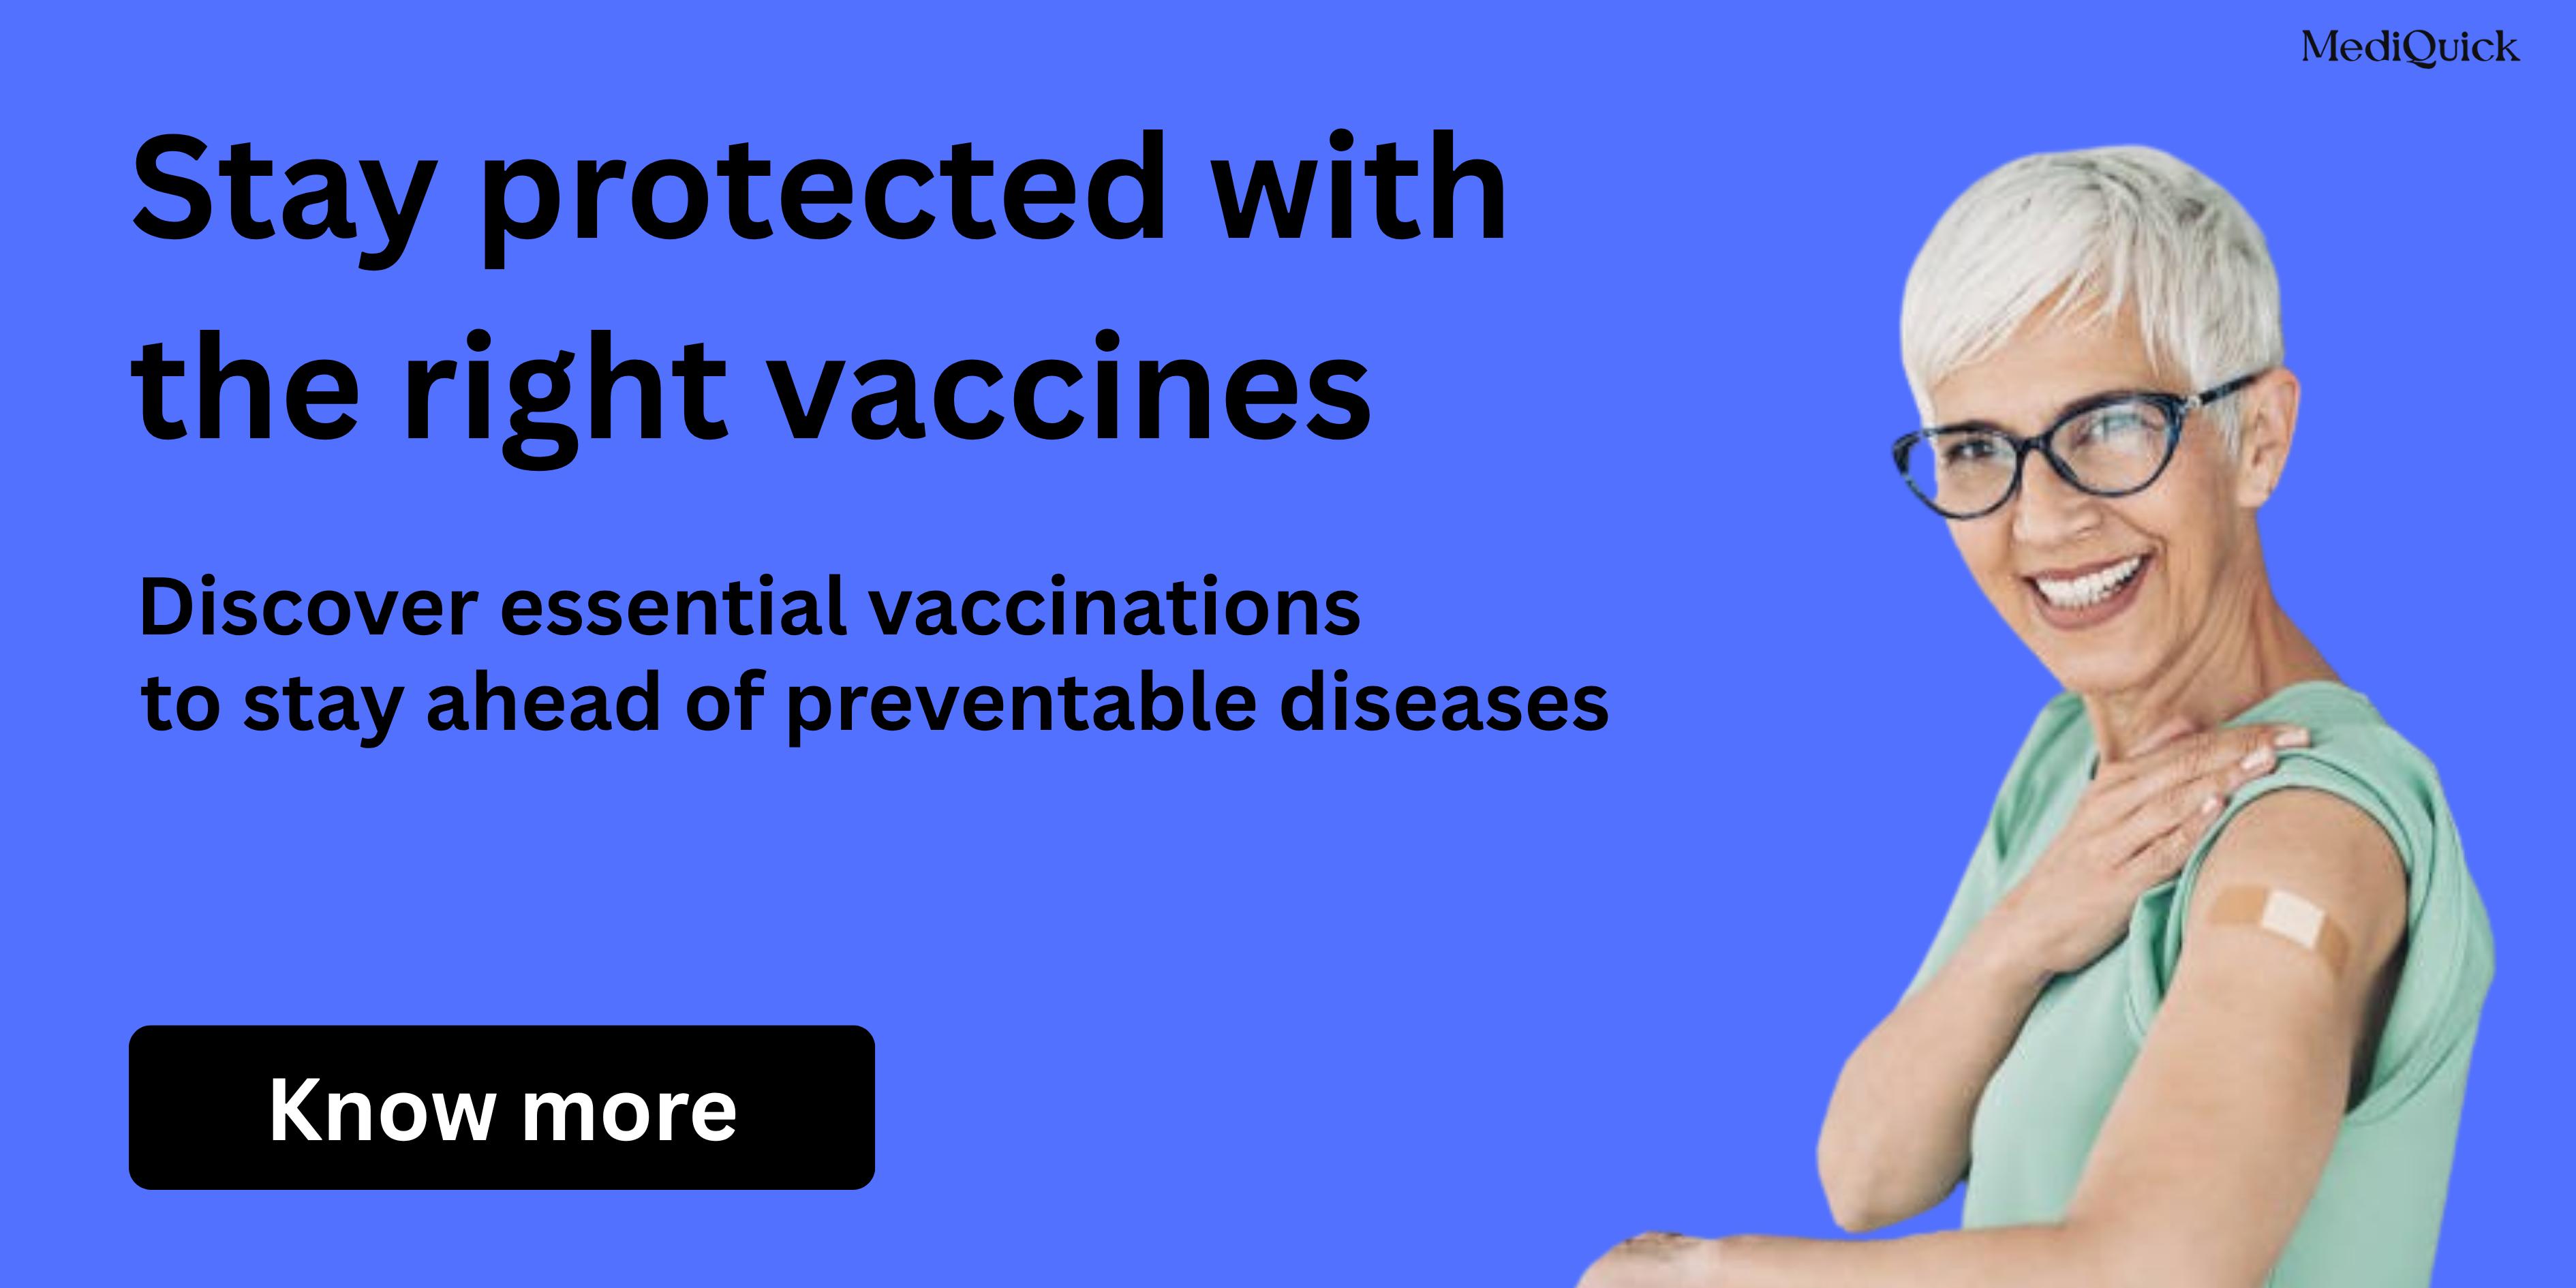 MediQuick
Stay protected with
the right vaccines
Discover essential vaccinations
to stay ahead of preventable diseases
Know more